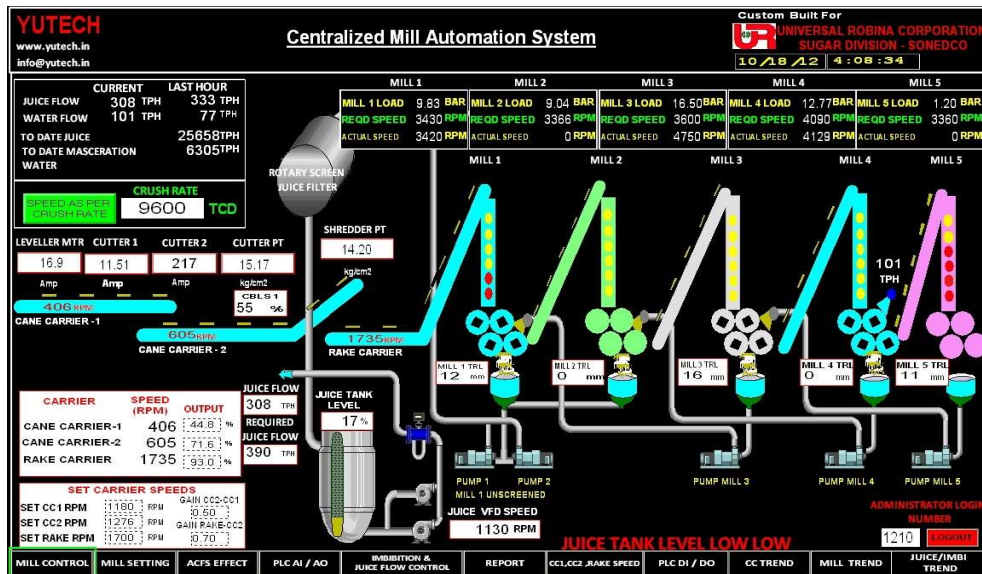 YUTECH
www.yutech.in
info@yutech.in
Centralized Mill Automation System
Custom Built For
UR
UNIVERSAL ROBINA CORPORATION
SUGAR DIVISION - SONEDCO
10/18/12 4:08:34
CURRENT LAST HOUR
JUICE FLOW 308 TPH 333 TPH
WATER FLOW 101 TPH 77 TPH
TO DATE JUICE 25658TPH
TO DATE MASCERATION WATER 6305TPH
SPEED AS PER CRUSH RATE
CRUSH RATE
9600 TCD
MILL 1 MILL 2 MILL 3 MILL 4 MILL 5
MILL 1 LOAD 9.83 BAR MILL 2 LOAD 9.04 BAR MILL 3 LOAD 16.50 BAR MILL 4 LOAD 12.77 BAR MILL 5 LOAD 1.20 BAR
REQD SPEED 3430 RPM REQD SPEED 3366 RPM REQD SPEED 3600 RPM REQD SPEED 4090 RPM REQD SPEED 3360 RPM
ACTUAL SPEED 3420 RPM ACTUAL SPEED 0 RPM ACTUAL SPEED 4750 RPM ACTUAL SPEED 4129 RPM ACTUAL SPEED 0 RPM
MILL 1 MILL 2 MILL 3 MILL 4 MILL 5
ROTARY SCREEN
JUICE FILTER
LEVELLER MTR CUTTER 1 CUTTER 2 CUTTER PT SHREDDER PT
16.9 11.51 217 15.17 14.20
Amp Amp Amp kg/cm2 kg/cm2
CBLS 1
55 %
406 RPM
CANE CARRIER -1
605 RPM
CANE CARRIER - 2
1735 RPM
RAKE CARRIER
101
TPH
MILL 1 TRL MILL 2 TRL MILL 3 TRL MILL 4 TRL MILL 5 TRL
12 mm 0 mm 16 mm 0 mm 11 mm
JUICE FLOW
308 TPH
REQUIRED
JUICE FLOW
390 TPH
JUICE TANK
LEVEL
17 %
CARRIER SPEED (RPM) OUTPUT
CANE CARRIER-1 406 44.8 %
CANE CARRIER-2 605 71.6 %
RAKE CARRIER 1735 93.0 %
SET CARRIER SPEEDS
SET CC1 RPM 1180 RPM GAIN CC2-CC1
0.50
SET CC2 RPM 1276 RPM GAIN RAKE-CC2
SET RAKE RPM 1700 RPM 0.70
PUMP 1 PUMP 2 PUMP MILL 3 PUMP MILL 4 PUMP MILL 5
MILL 1 UNSCREENED
JUICE VFD SPEED
1130 RPM
JUICE TANK LEVEL LOW LOW
ADMINISTRATOR LOGIN
NUMBER
1210 LOGOUT
MILL CONTROL MILL SETTING ACFS EFFECT PLC AI / AO IMBIBITION & JUICE FLOW CONTROL REPORT CC1,CC2 ,RAKE SPEED PLC DI / DO CC TREND MILL TREND JUICE/IMBI TREND